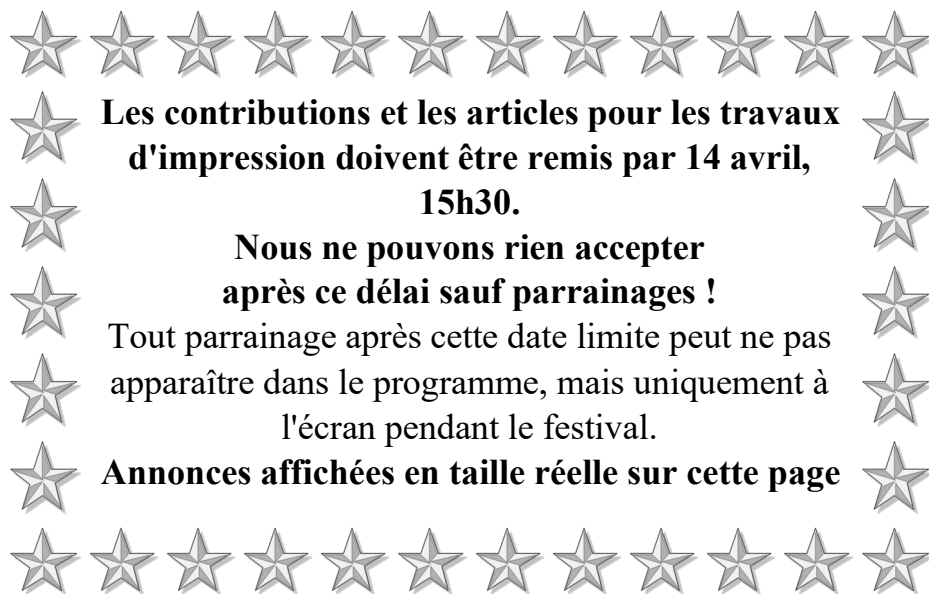 Les contributions et les articles pour les travaux
d'impression doivent être remis par 14 avril,
15h30.
Nous ne pouvons rien accepter
après ce délai sauf parrainages !
Tout parrainage après cette date limite peut ne pas
apparaître dans le programme, mais uniquement à
l'écran pendant le festival.
Annonces affichées en taille réelle sur cette page